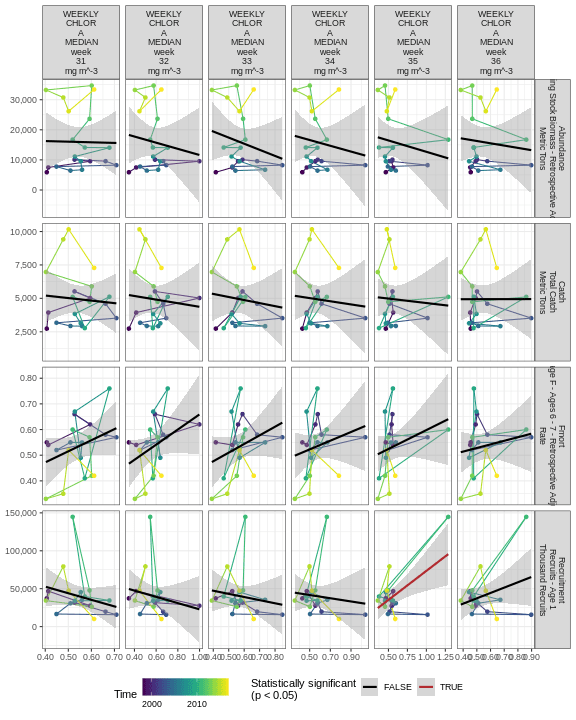 WEEKLY
CHLOR
A
MEDIAN
week
31
mg m^-3
WEEKLY
CHLOR
A
MEDIAN
week
32
mg m^-3
WEEKLY
CHLOR
A
MEDIAN
week
33
mg m^-3
WEEKLY
CHLOR
A
MEDIAN
week
34
mg m^-3
WEEKLY
CHLOR
A
MEDIAN
week
35
mg m^-3
WEEKLY
CHLOR
A
MEDIAN
week
36
mg m^-3
30,000
20,000
10,000
0
Abundance
Stock Biomass - Retrospective
Metric Tons
10,000
7,500
5,000
2,500
Catch
Total Catch
Metric Tons
0.80
0.70
0.60
0.50
0.40
Fmort
F - Ages 6 - 7 - Retrospective Adj
Rate
150,000
100,000
50,000
0
Recruitment
Recruits - Age 1
Thousand Recruits
0.40 0.50 0.60 0.70
0.40 0.60 0.80 1.00
0.40 0.50 0.60 0.70 0.80
0.50 0.70 0.90
0.50 0.75 1.00 1.25
0.40 0.50 0.60 0.70 0.80 0.90
Time
2000 2010
Statistically significant
(p < 0.05)
FALSE
TRUE